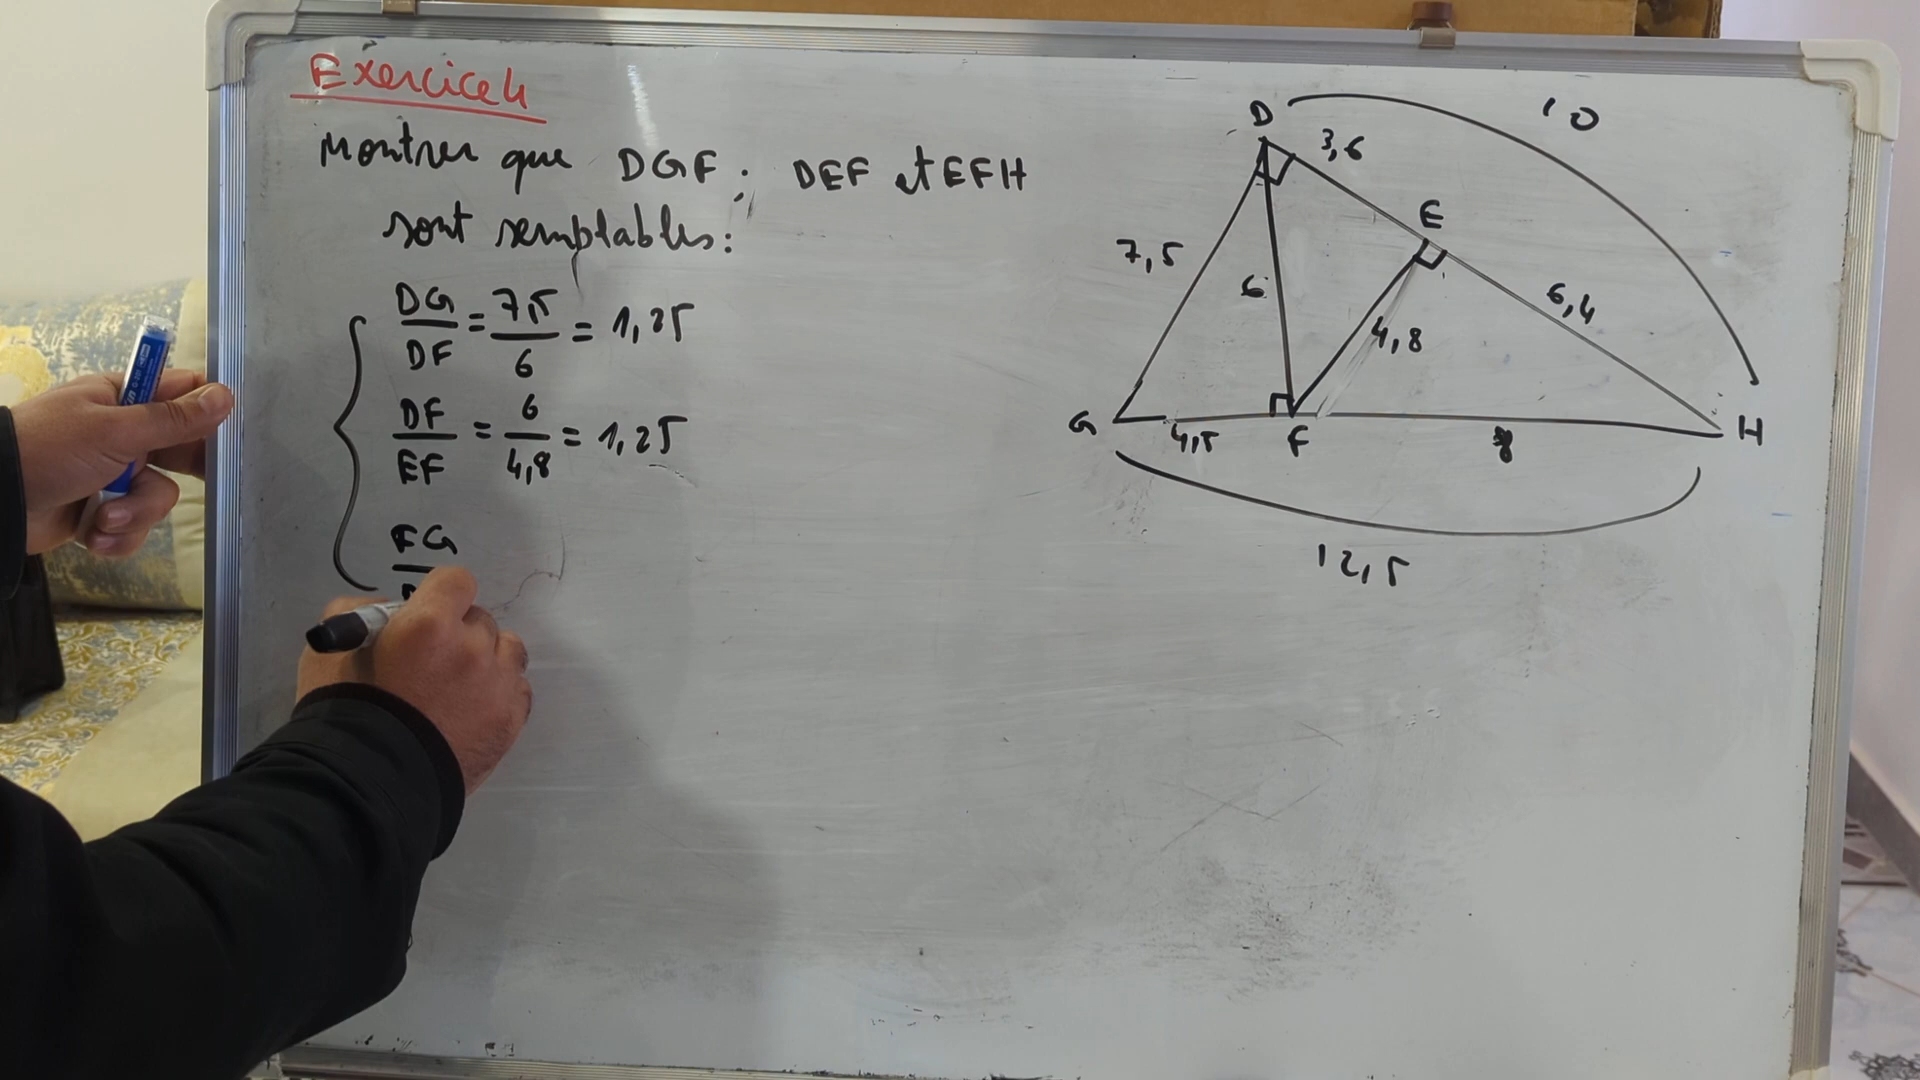 Exercice 4
Montrer que DGF ; DEF et EFH
sont semplables:
DG/DF = 7,5/6 = 1,25
DF/EF = 6/4,8 = 1,25
FG
D
3,6
10
E
7,5
6
4,8
6,4
G
4,5
F
8
H
12,5